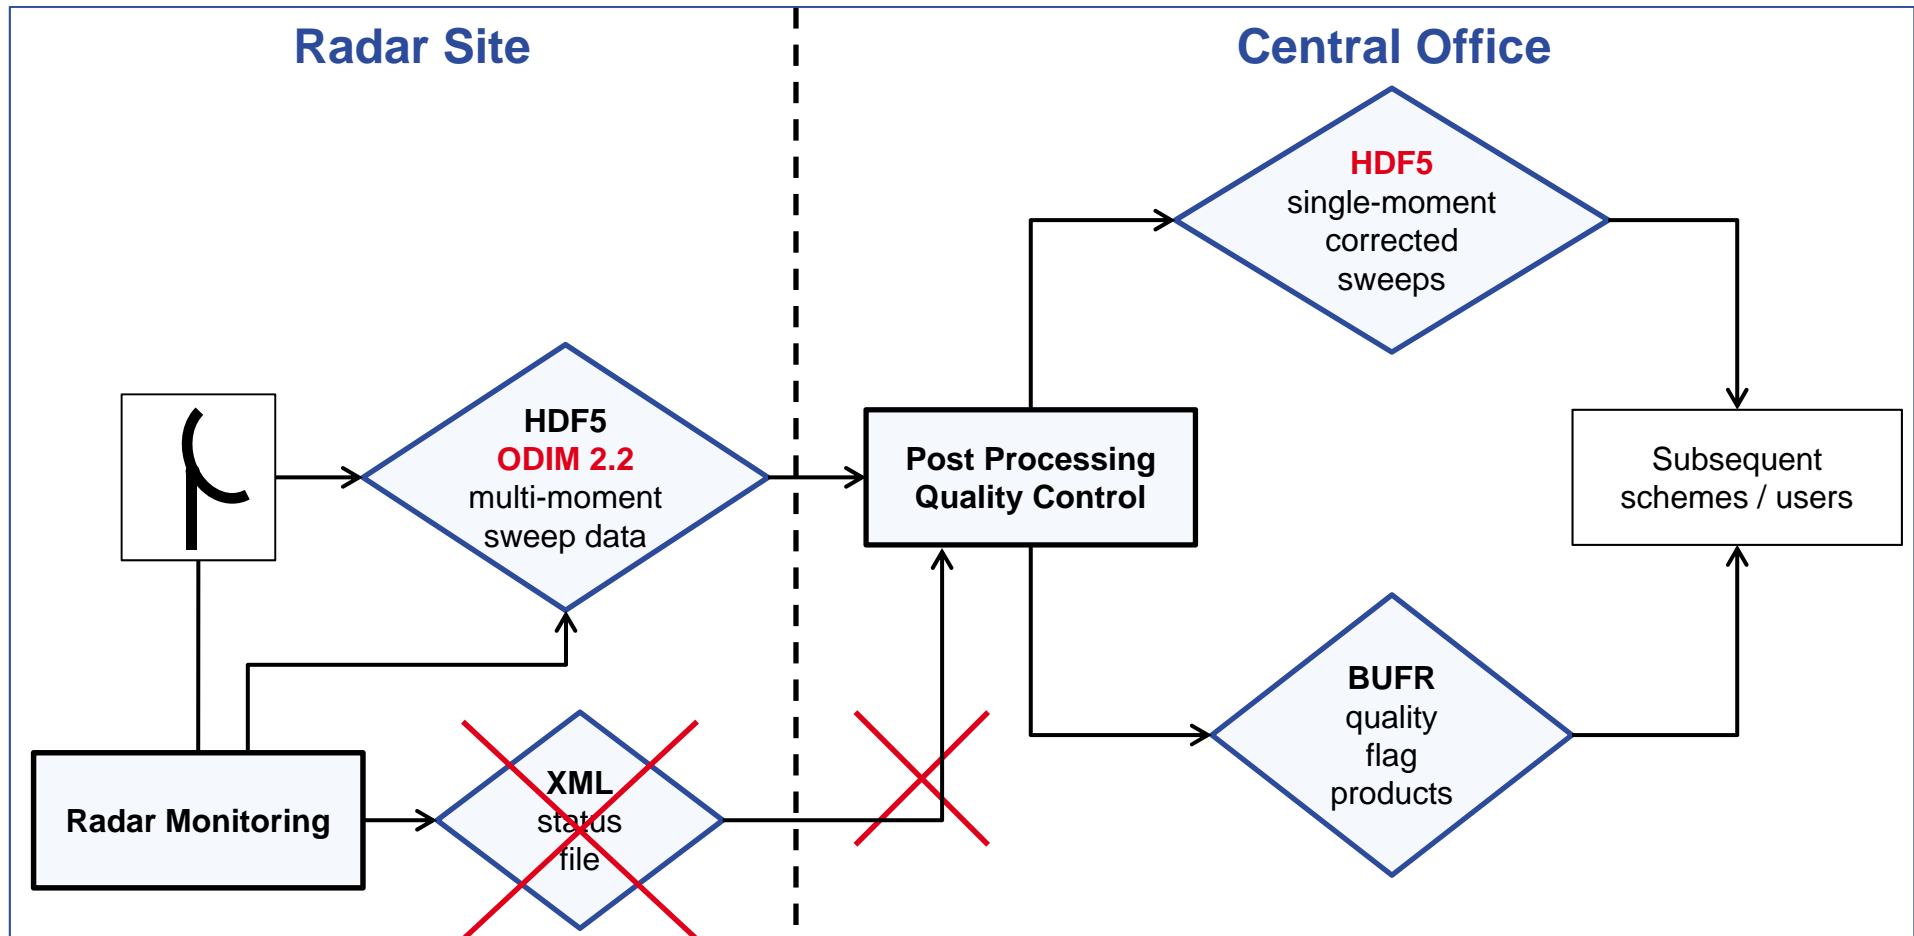 Radar Site
Central Office
HDF5
single-moment
corrected
sweeps
HDF5
ODIM 2.2
multi-moment
sweep data
Post Processing
Quality Control
Subsequent
schemes / users
Radar Monitoring
XML
status
file
BUFR
quality
flag
products